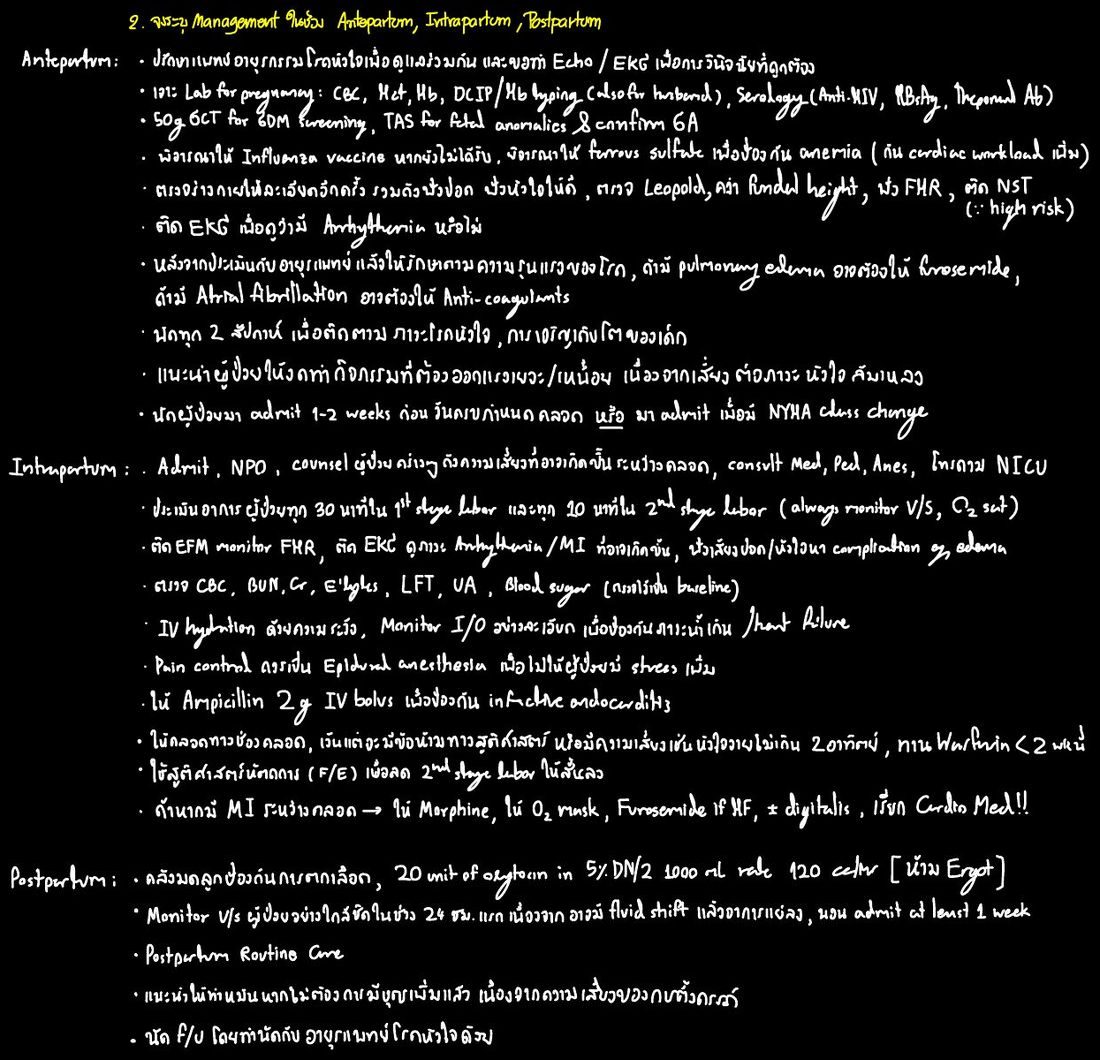 2. จงระบุ Management ในช่วง Antepartum, Intrapartum, Postpartum
Antepartum: · ปรึกษาแพทย์อายุรกรรมโรคหัวใจเพื่อดูแลร่วมกัน และขอทำ Echo / EKG เพื่อการวินิจฉัยที่ถูกต้อง
· เจาะ Lab for pregnancy: CBC, Hct, Hb, DCIP/Hb typing (also for husband), Serology (Anti-HIV, HBsAg, Treponemal Ab)
· 50g GCT for GDM screening, TAS for fetal anomalies & confirm GA
· พิจารณาให้ Influenza vaccine หากยังไม่ได้รับ, พิจารณาให้ ferrous sulfate เพื่อป้องกัน anemia (กัน cardiac workload เพิ่ม)
· ตรวจร่างกายให้ละเอียดอีกครั้ง รวมถึงฟังปอด ฟังหัวใจให้ดี, ตรวจ Leopold, คลำ fundal height, ฟัง FHR, ติด NST
(∵ high risk)
· ติด EKG เพื่อดูว่ามี Arrhythmia หรือไม่
· หลังจากประเมินกับอายุรแพทย์ แล้วให้รักษาตามความรุนแรงของโรค, ถ้ามี pulmonary edema อาจต้องให้ furosemide,
ถ้ามี Atrial fibrillation อาจต้องให้ Anti-coagulants
· นัดทุก 2 สัปดาห์ เพื่อติดตามภาวะโรคหัวใจ, การเจริญเติบโตของเด็ก
· แนะนำผู้ป่วยให้งดทำกิจกรรมที่ต้องออกแรงเยอะ/เหนื่อย เนื่องจากเสี่ยงต่อภาวะหัวใจล้มเหลว
· นัดผู้ป่วยมา admit 1-2 weeks ก่อนวันครบกำหนดคลอด หรือ มา admit เมื่อมี NYHA class change
Intrapartum: · Admit, NPO, counsel ผู้ป่วย ถึงความเสี่ยงที่อาจเกิดขึ้นระหว่างคลอด, consult Med, Ped, Anes, โทรตาม NICU
· ประเมินอาการผู้ป่วยทุก 30 นาทีใน 1st stage labor และทุก 10 นาทีใน 2nd stage labor (always monitor V/S, O2 sat)
· ติด EFM monitor FHR, ติด EKG ดูภาวะ Arrhythmia/MI ที่อาจเกิดขึ้น, ฟังเสียงปอด/หัวใจหา complication eg. edema
· ตรวจ CBC, BUN, Cr, E'lytes, LFT, UA, Blood sugar (ตรวจไว้เป็น baseline)
· IV hydration ด้วยความระวัง, Monitor I/O อย่างละเอียด เพื่อป้องกันภาวะน้ำเกิน /heart failure
· Pain control ควรเป็น Epidural anesthesia เพื่อไม่ให้ผู้ป่วยมี stress เพิ่ม
· ให้ Ampicillin 2g IV bolus เพื่อป้องกัน infective endocarditis
· ให้คลอดทางช่องคลอด, เว้นแต่จะมีข้อห้ามทางสูติศาสตร์ หรือมีความเสี่ยงเช่นหัวใจวายไม่เกิน 2 อาทิตย์, ทาน Warfarin < 2 wk นี้
· ใช้สูติศาสตร์หัตถการ (F/E) เพื่อลด 2nd stage labor ให้สั้นลง
· ถ้าหากมี MI ระหว่างคลอด → ให้ Morphine, ให้ O2 mask, Furosemide if HF, ± digitalis, เรียก Cardio Med!!
Postpartum: · คลึงมดลูกป้องกันการตกเลือด, 20 unit of oxytocin in 5% DN/2 1000 ml rate 120 cc/hr [ห้าม Ergot]
· Monitor V/S ผู้ป่วยอย่างใกล้ชิดในช่วง 24 ชม.แรก เนื่องจากอาจมี fluid shift แล้วอาการแย่ลง, นอน admit at least 1 week
· Postpartum Routine Care
· แนะนำให้ทำหมันหากไม่ต้องการมีบุตรเพิ่มแล้ว เนื่องจากความเสี่ยงของการตั้งครรภ์
· นัด f/u โดยทำนัดกับอายุรแพทย์โรคหัวใจด้วย